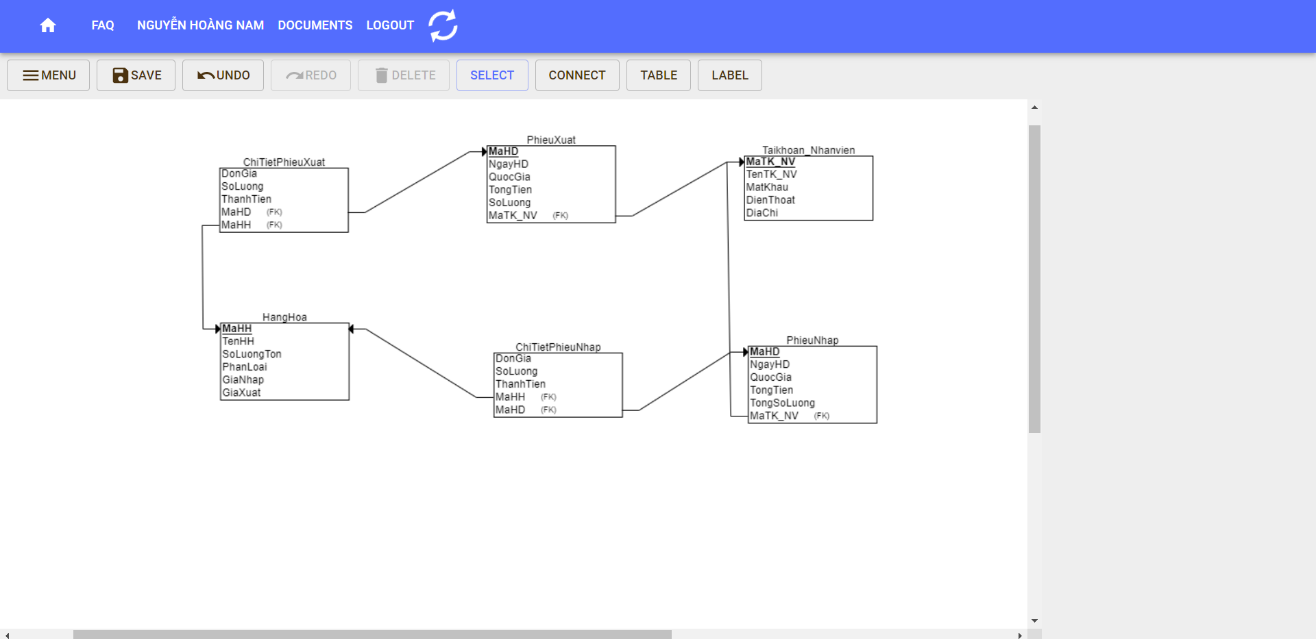 FAQ NGUYỄN HOÀNG NAM DOCUMENTS LOGOUT
MENU SAVE UNDO REDO DELETE SELECT CONNECT TABLE LABEL
ChiTietPhieuXuat
DonGia
SoLuong
ThanhTien
MaHD (FK)
MaHH (FK)
PhieuXuat
MaHD
NgayHD
QuocGia
TongTien
SoLuong
MaTK_NV (FK)
Taikhoan_Nhanvien
MaTK_NV
TenTK_NV
MatKhau
DienThoat
DiaChi
HangHoa
MaHH
TenHH
SoLuongTon
PhanLoai
GiaNhap
GiaXuat
ChiTietPhieuNhap
DonGia
SoLuong
ThanhTien
MaHH (FK)
MaHD (FK)
PhieuNhap
MaHD
NgayHD
QuocGia
TongTien
TongSoLuong
MaTK_NV (FK)